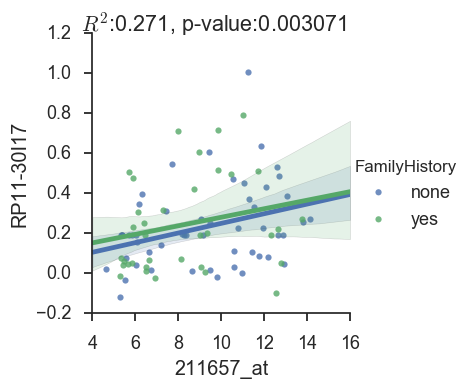 R²:0.271, p-value:0.003071
1.2
1.0
0.8
0.6
0.4
0.2
0.0
−0.2
RP11-30I17
4 6 8 10 12 14 16
211657_at
FamilyHistory
none
yes